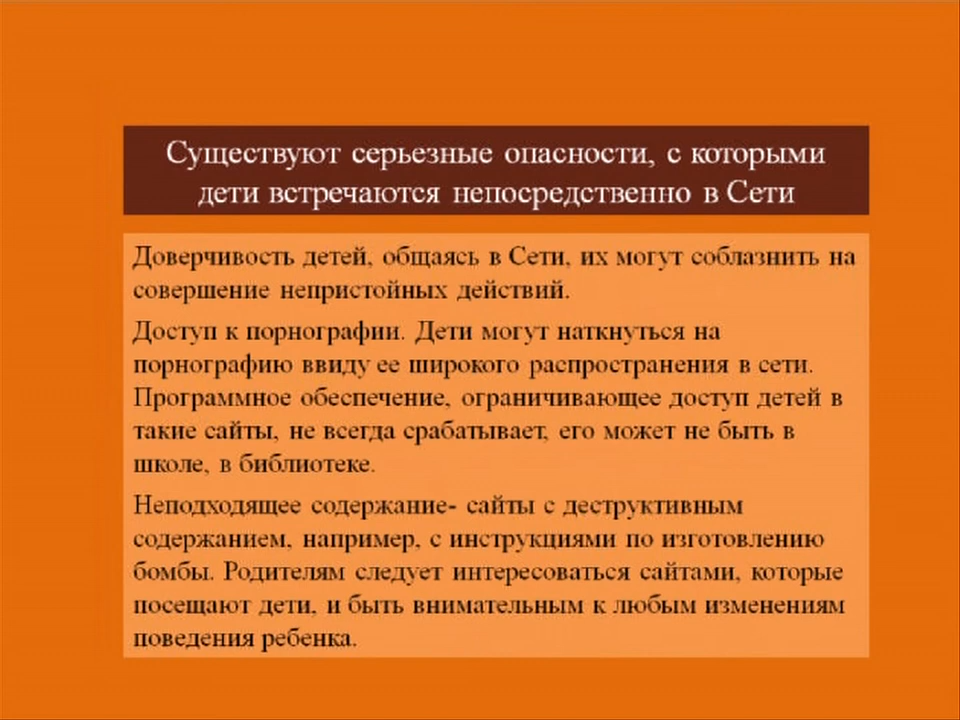 Существуют серьезные опасности, с которыми
дети встречаются непосредственно в Сети
Доверчивость детей, общаясь в Сети, их могут соблазнить на
совершение непристойных действий.
Доступ к порнографии. Дети могут наткнуться на
порнографию ввиду ее широкого распространения в сети.
Программное обеспечение, ограничивающее доступ детей в
такие сайты, не всегда срабатывает, его может не быть в
школе, в библиотеке.
Неподходящее содержание- сайты с деструктивным
содержанием, например, с инструкциями по изготовлению
бомбы. Родителям следует интересоваться сайтами, которые
посещают дети, и быть внимательным к любым изменениям
поведения ребенка.